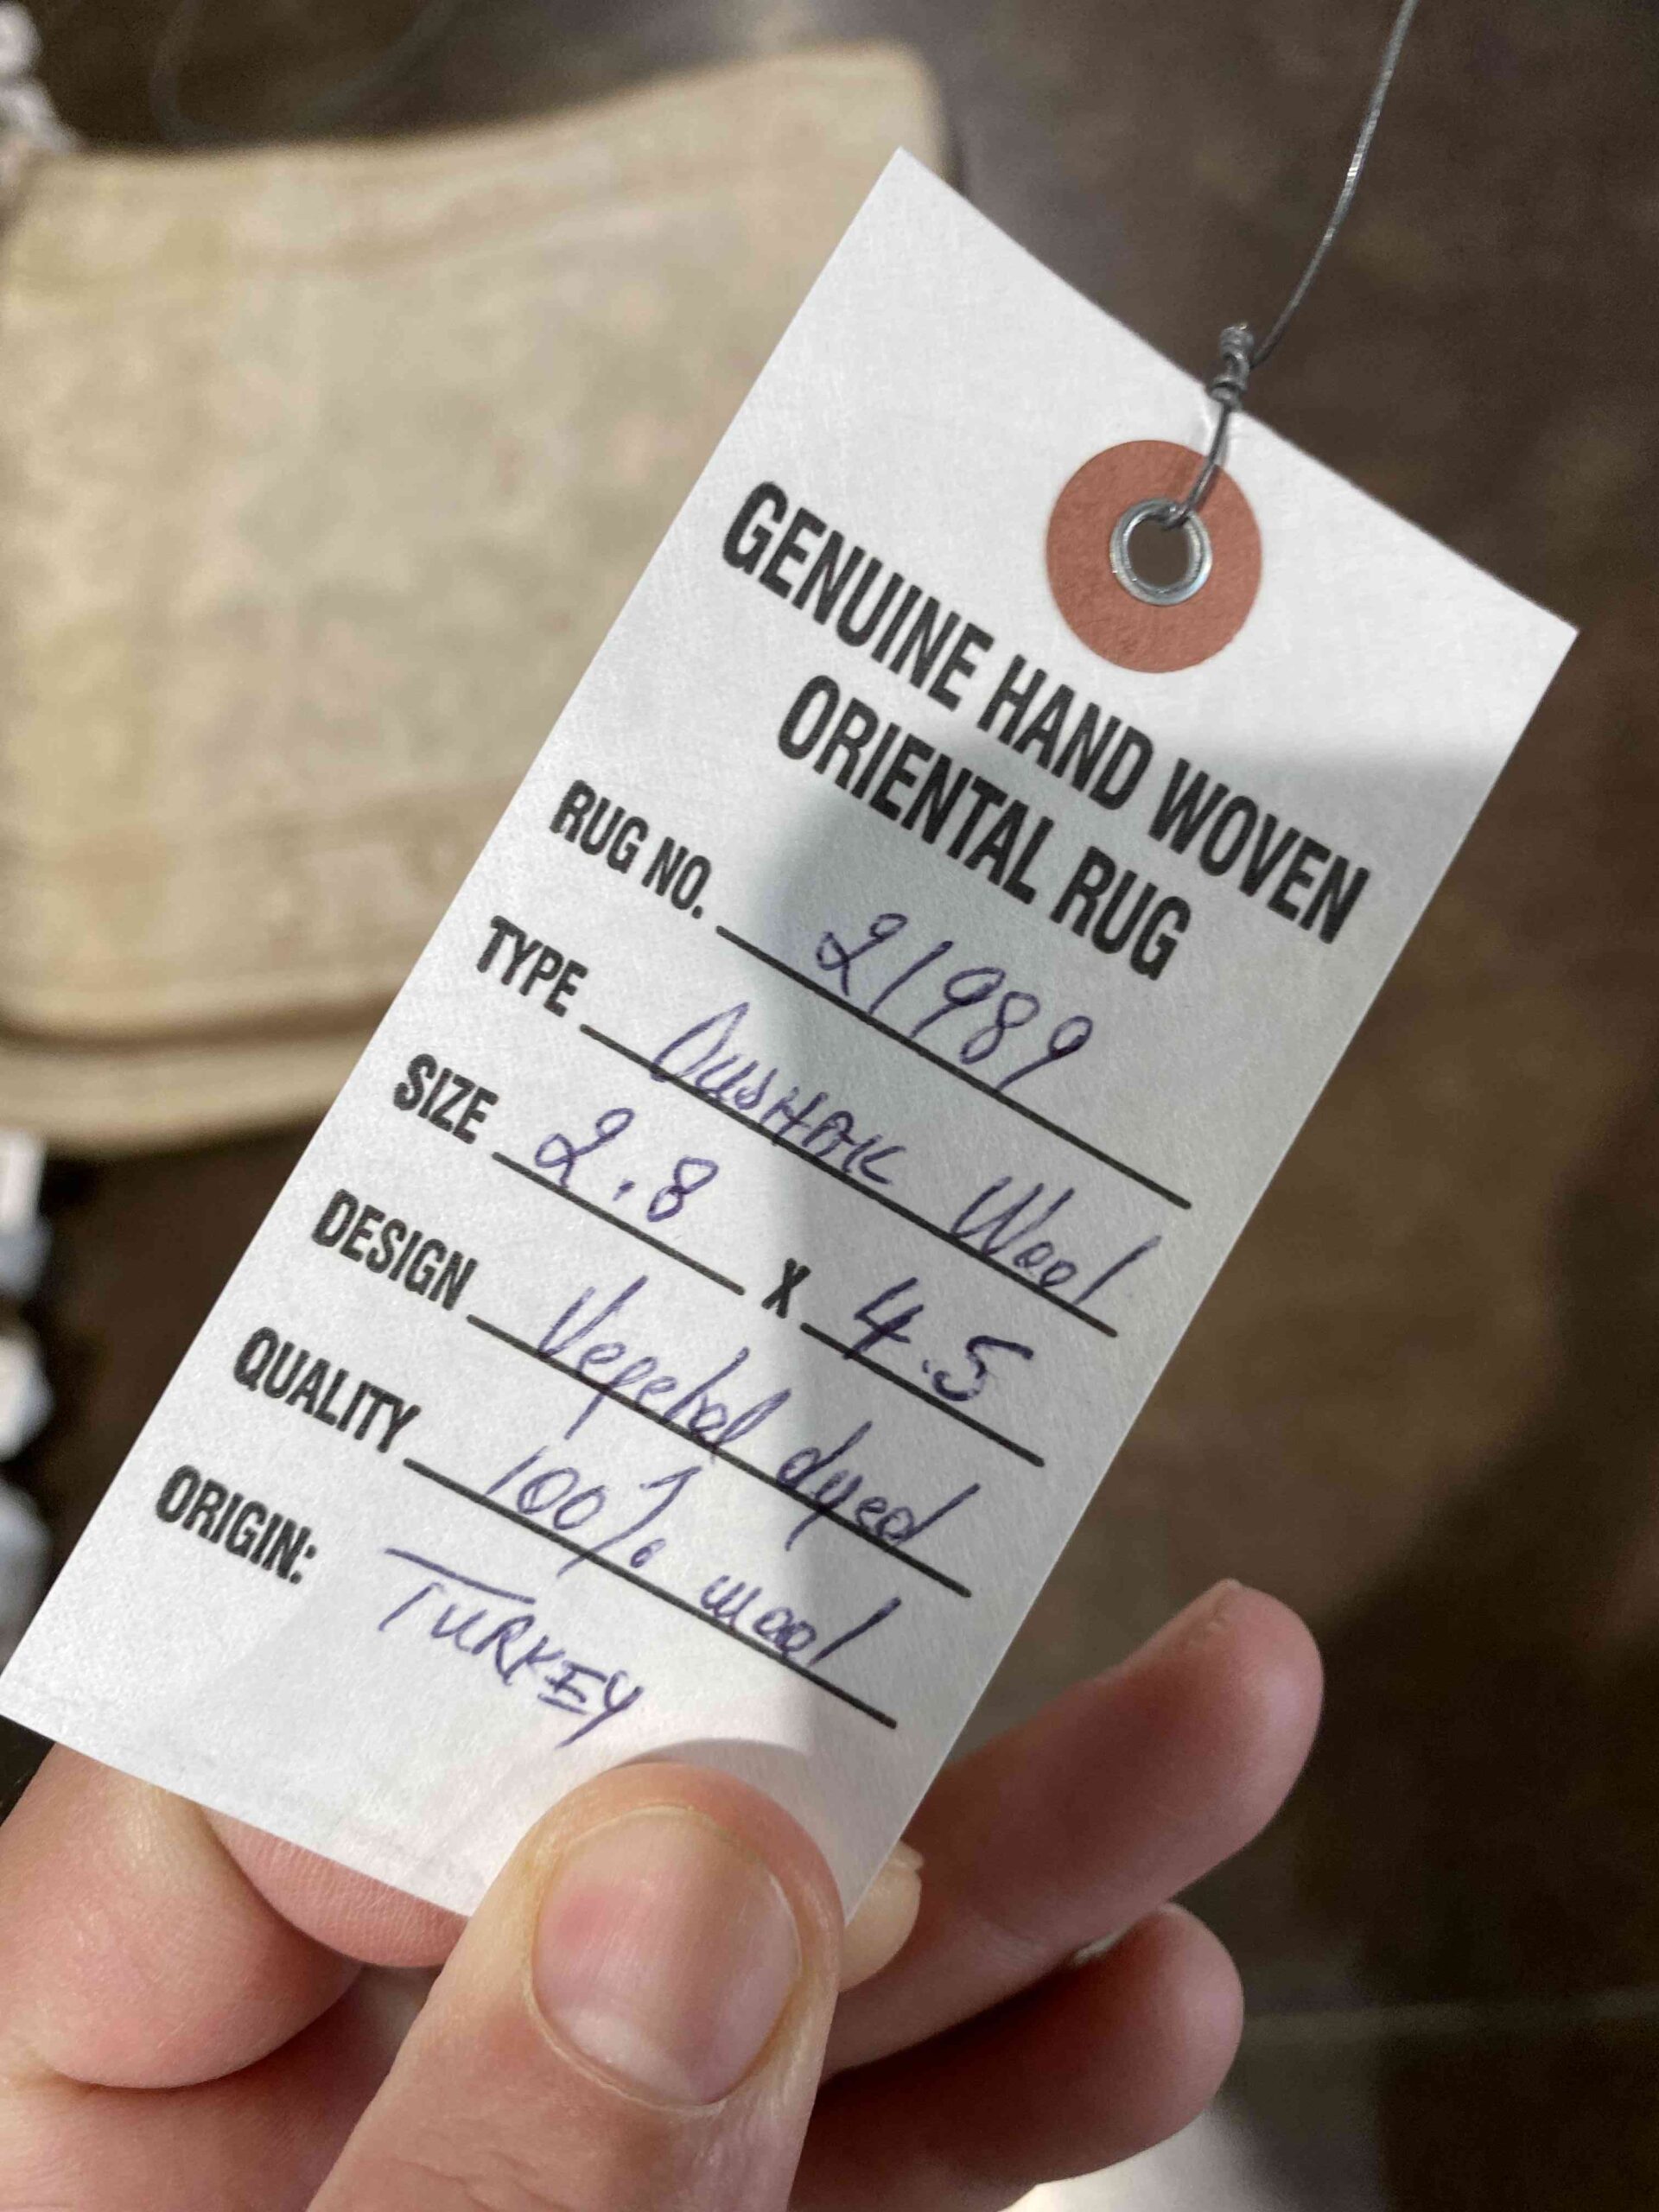 GENUINE HAND WOVEN
ORIENTAL RUG
RUG NO. 21989
TYPE Oushak Wool
SIZE 2.8 X 4.5
DESIGN Vegetal dyed
QUALITY 100% wool
ORIGIN: TURKEY